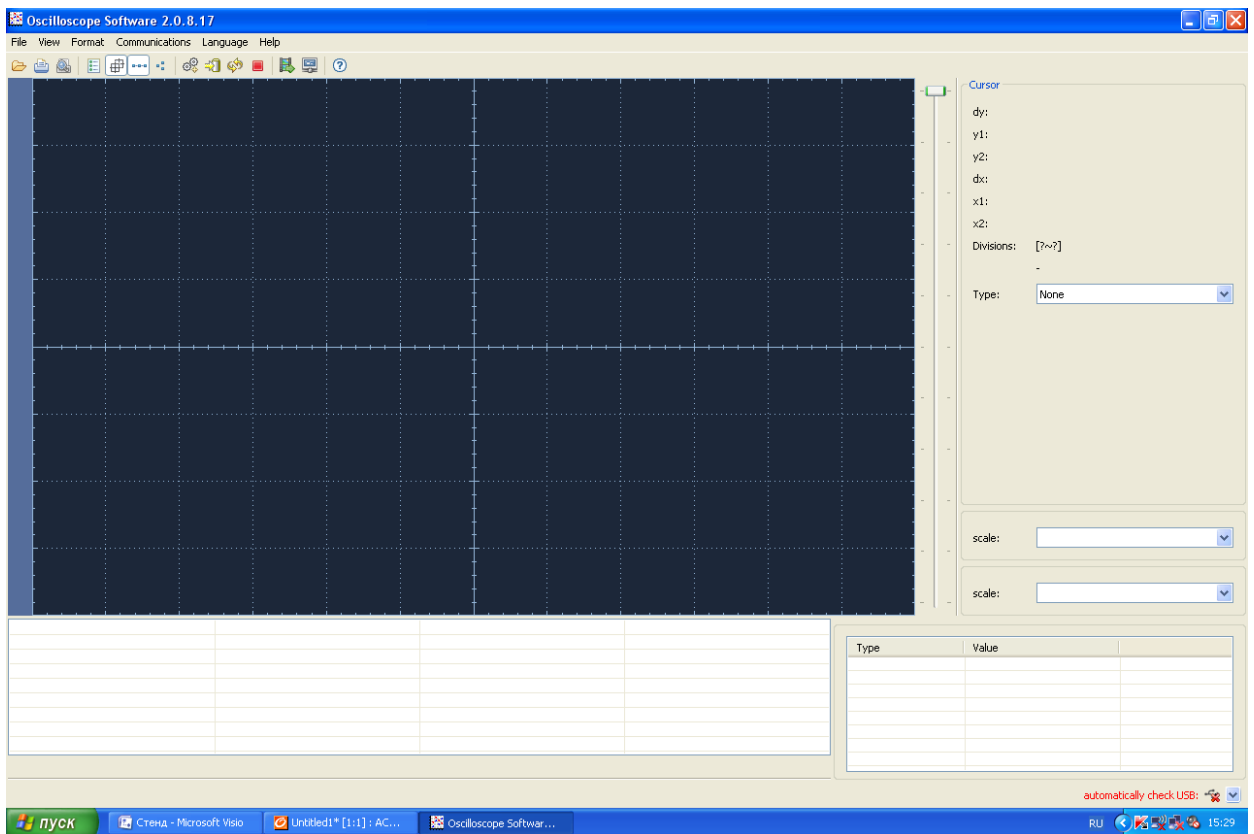 Oscilloscope Software 2.0.8.17
File View Format Communications Language Help
Cursor
dy:
y1:
y2:
dx:
x1:
x2:
Divisions: [?~?]
-
Type: None
scale:
scale:
Type Value
automatically check USB:
пуск Стенд - Microsoft Visio Untitled1* [1:1] : AC... Oscilloscope Softwar... RU 15:29